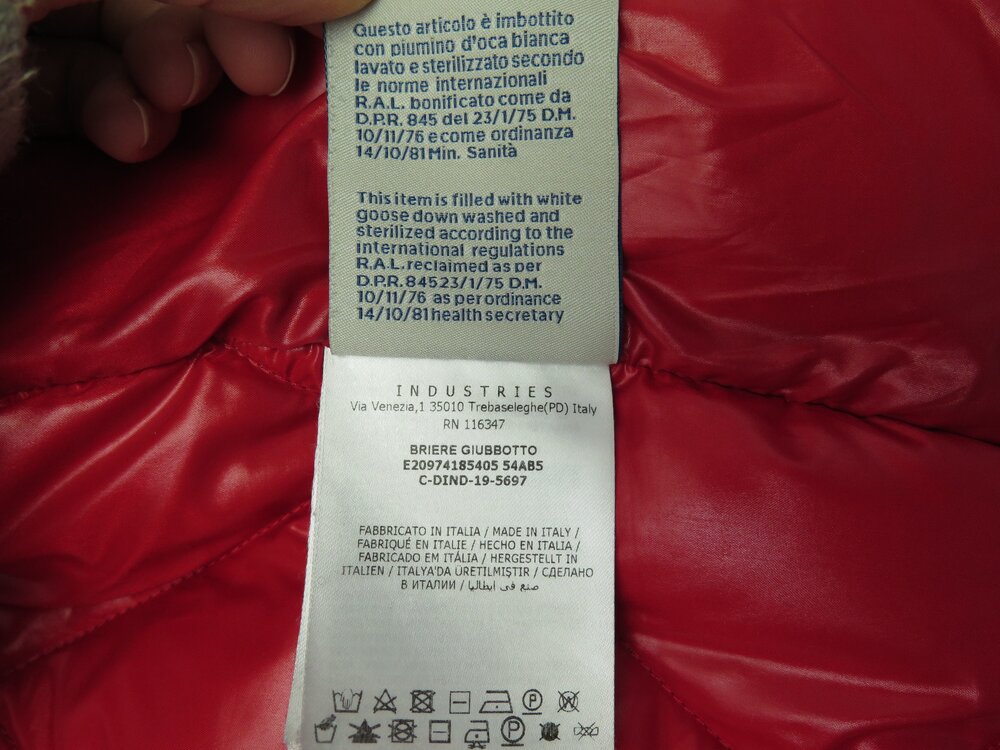 Questo articolo è imbottito
con piumino d'oca bianca
lavato e sterilizzato secondo
le norme internazionali
R.A.L. bonificato come da
D.P.R. 845 del 23/1/75 D.M.
10/11/76 e come ordinanza
14/10/81 Min. Sanità
This item is filled with white
goose down washed and
sterilized according to the
international regulations
R.A.L. reclaimed as per
D.P.R. 845 23/1/75 D.M.
10/11/76 as per ordinance
14/10/81 health secretary
INDUSTRIES
Via Venezia,1 35010 Trebaseleghe(PD) Italy
RN 116347
BRIERE GIUBBOTTO
E20974185405 54AB5
C-DIND-19-5697
FABBRICATO IN ITALIA / MADE IN ITALY /
FABRIQUÉ EN ITALIE / HECHO EN ITALIA /
FABRICADO EM ITÁLIA / HERGESTELLT IN
ITALIEN / ITALYA'DA ÜRETILMIŞTIR / СДЕЛАНО
В ИТАЛИИ / صنع في ايطاليا
P
P